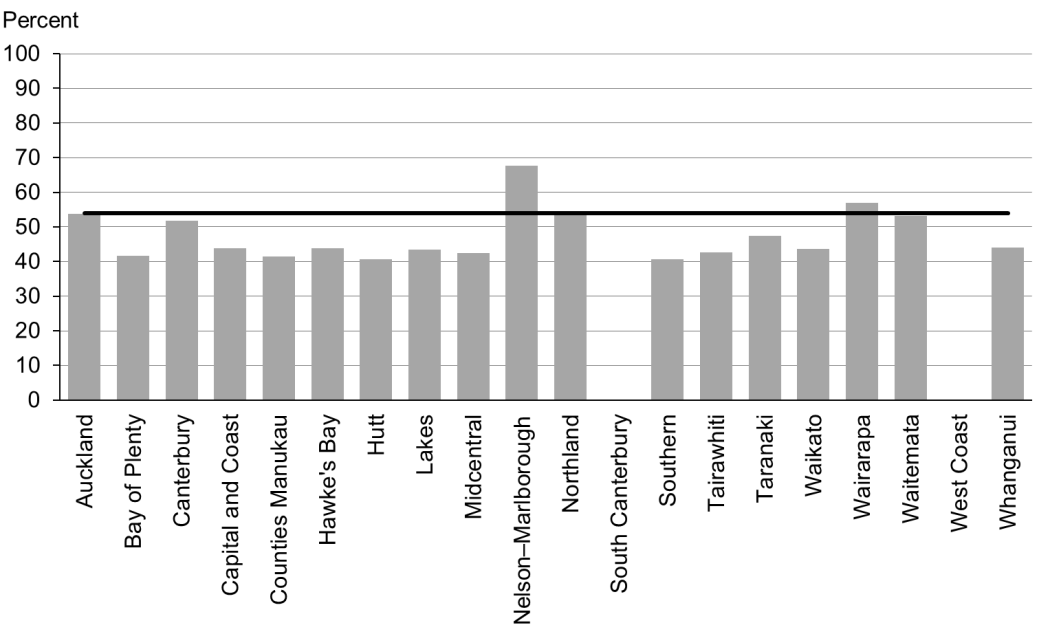 Percent
100
90
80
70
60
50
40
30
20
10
0
Auckland
Bay of Plenty
Canterbury
Capital and Coast
Counties Manukau
Hawke's Bay
Hutt
Lakes
Midcentral
Nelson–Marlborough
Northland
South Canterbury
Southern
Tairawhiti
Taranaki
Waikato
Wairarapa
Waitemata
West Coast
Whanganui